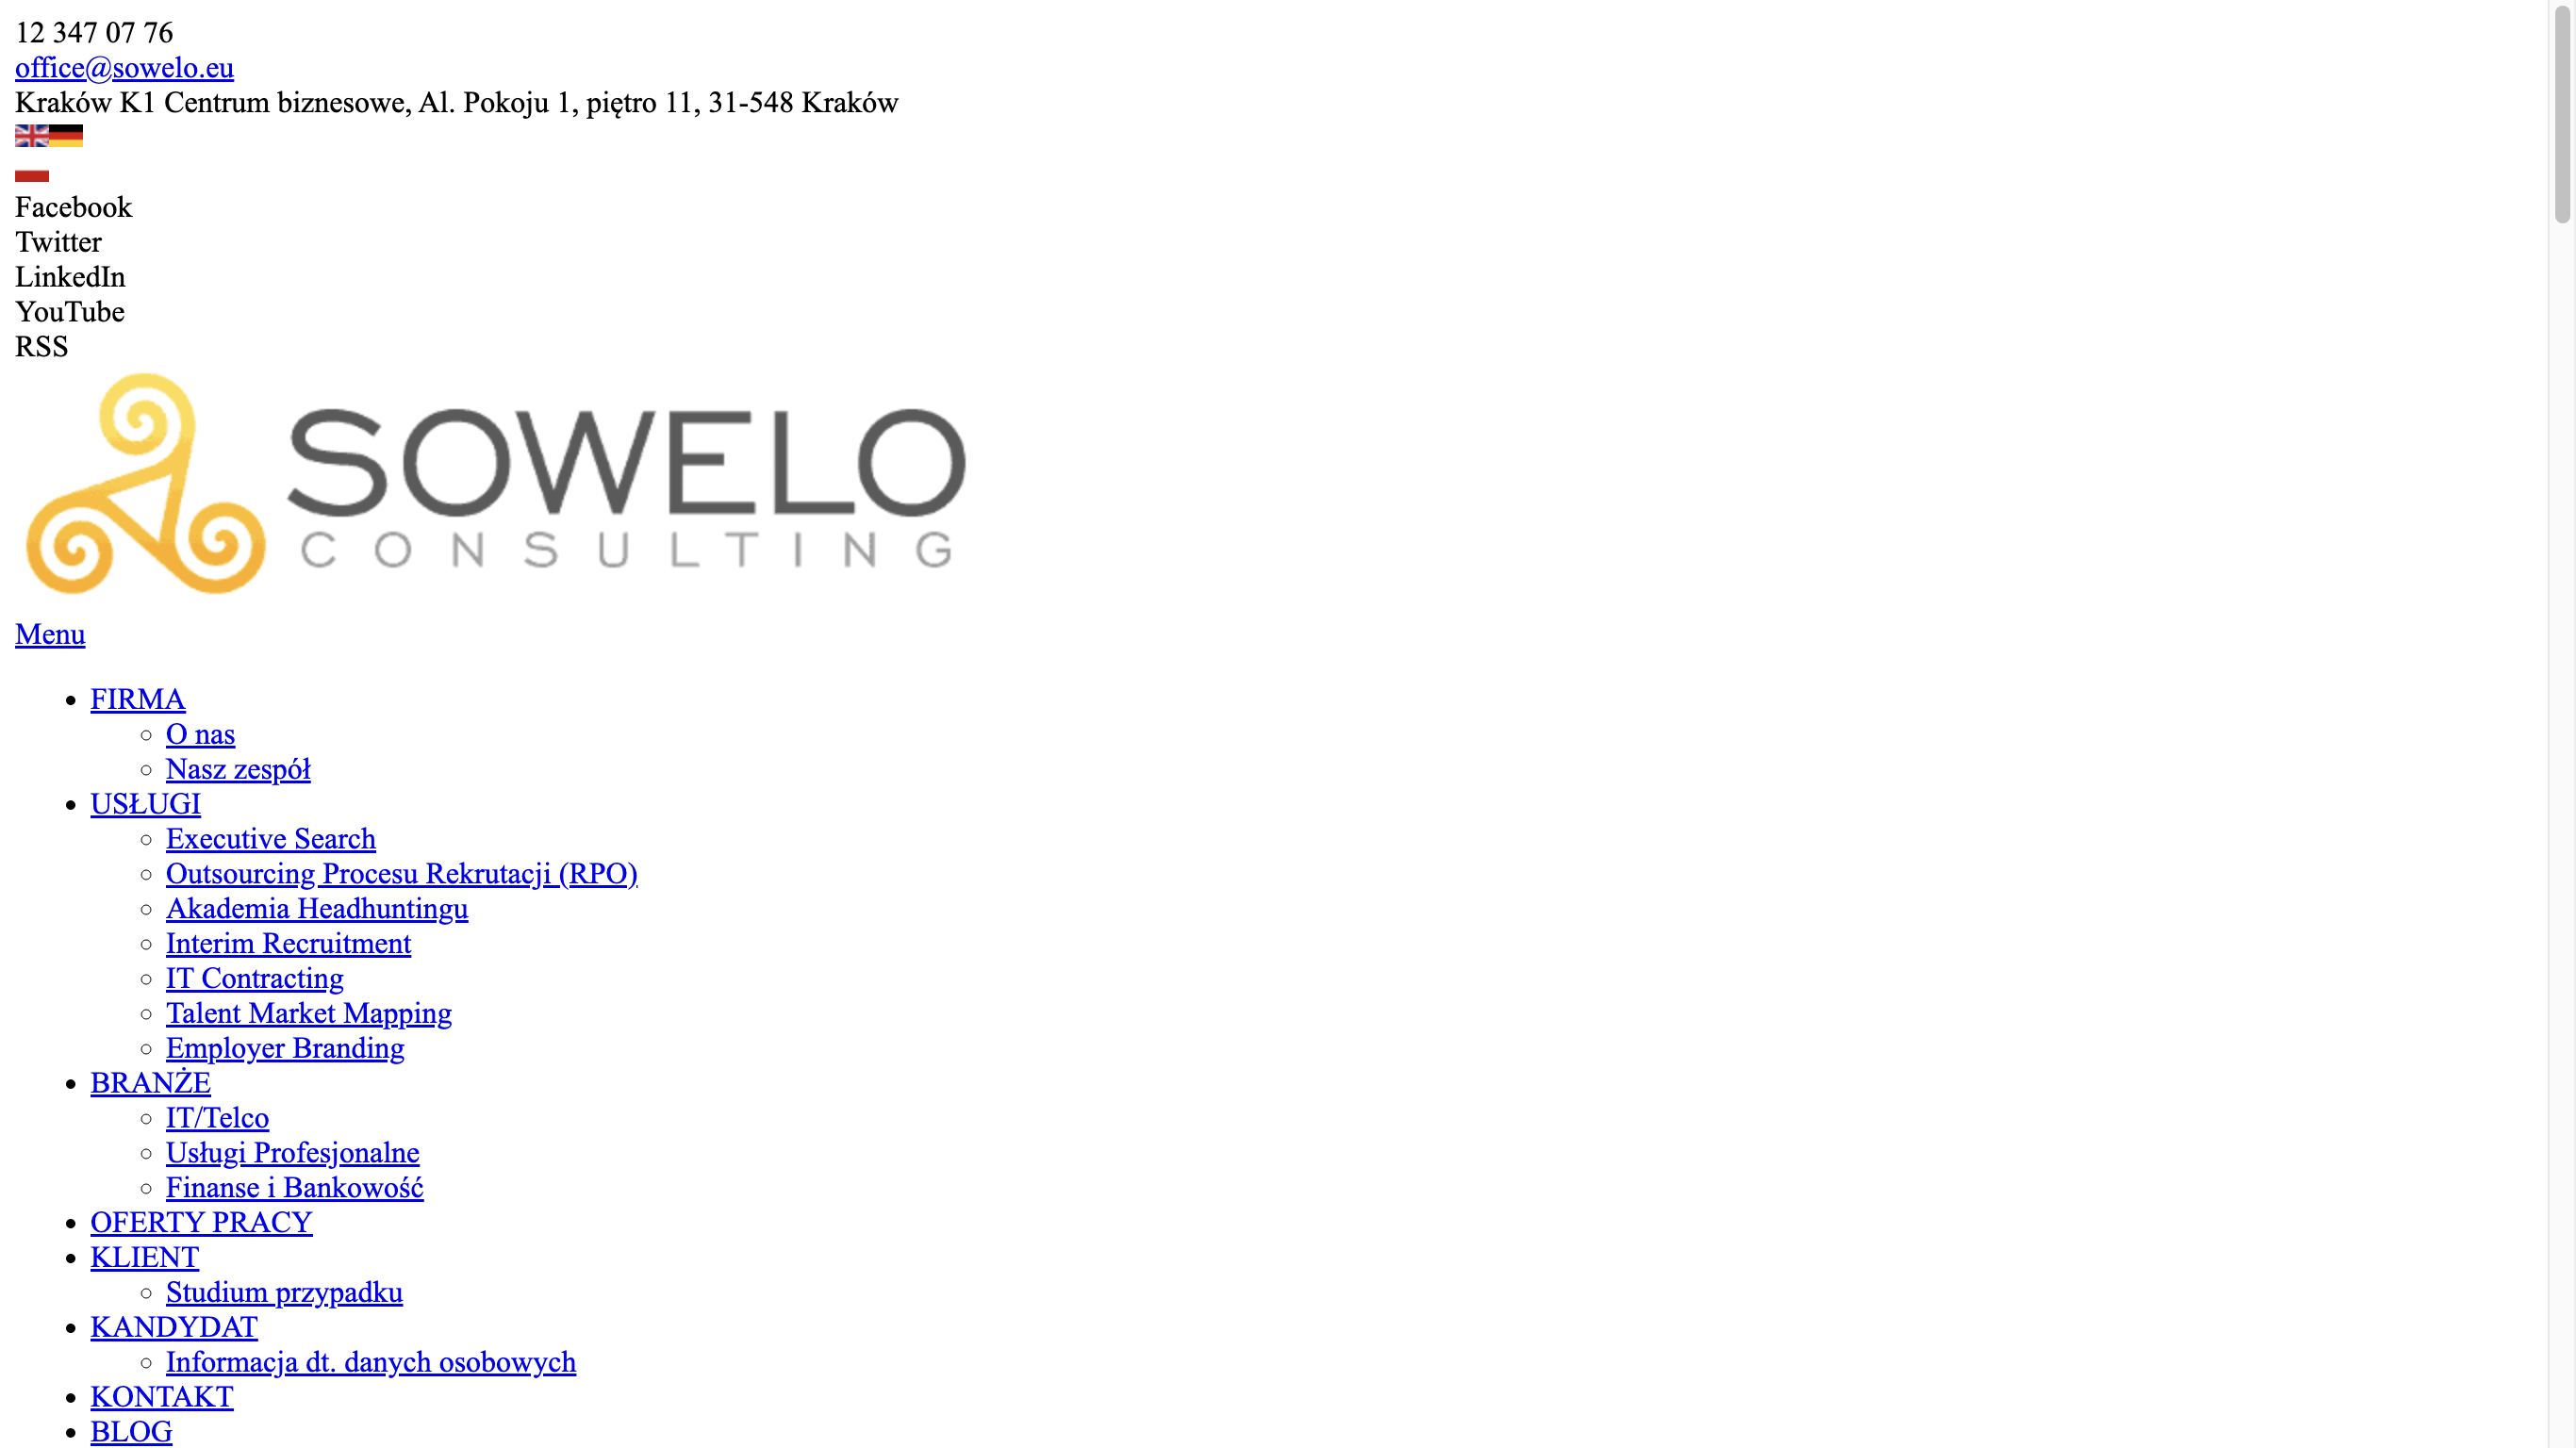 12 347 07 76
office@sowelo.eu
Kraków K1 Centrum biznesowe, Al. Pokoju 1, piętro 11, 31-548 Kraków
Facebook
Twitter
LinkedIn
YouTube
RSS
SOWELO
CONSULTING
Menu
FIRMA
O nas
Nasz zespół
USŁUGI
Executive Search
Outsourcing Procesu Rekrutacji (RPO)
Akademia Headhuntingu
Interim Recruitment
IT Contracting
Talent Market Mapping
Employer Branding
BRANŻE
IT/Telco
Usługi Profesjonalne
Finanse i Bankowość
OFERTY PRACY
KLIENT
Studium przypadku
KANDYDAT
Informacja dt. danych osobowych
KONTAKT
BLOG